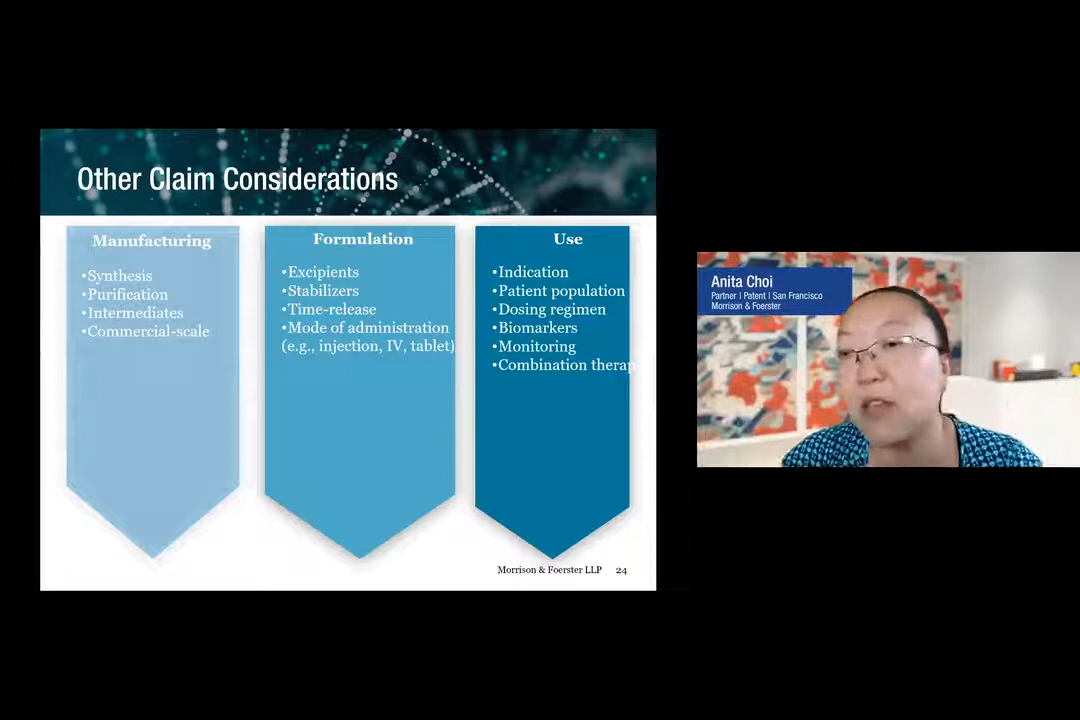 Other Claim Considerations
Manufacturing
•Synthesis
•Purification
•Intermediates
•Commercial-scale
Formulation
•Excipients
•Stabilizers
•Time-release
•Mode of administration
(e.g., injection, IV, tablet)
Use
•Indication
•Patient population
•Dosing regimen
•Biomarkers
•Monitoring
•Combination therap
Morrison & Foerster LLP 24
Anita Choi
Partner | Patent | San Francisco
Morrison & Foerster